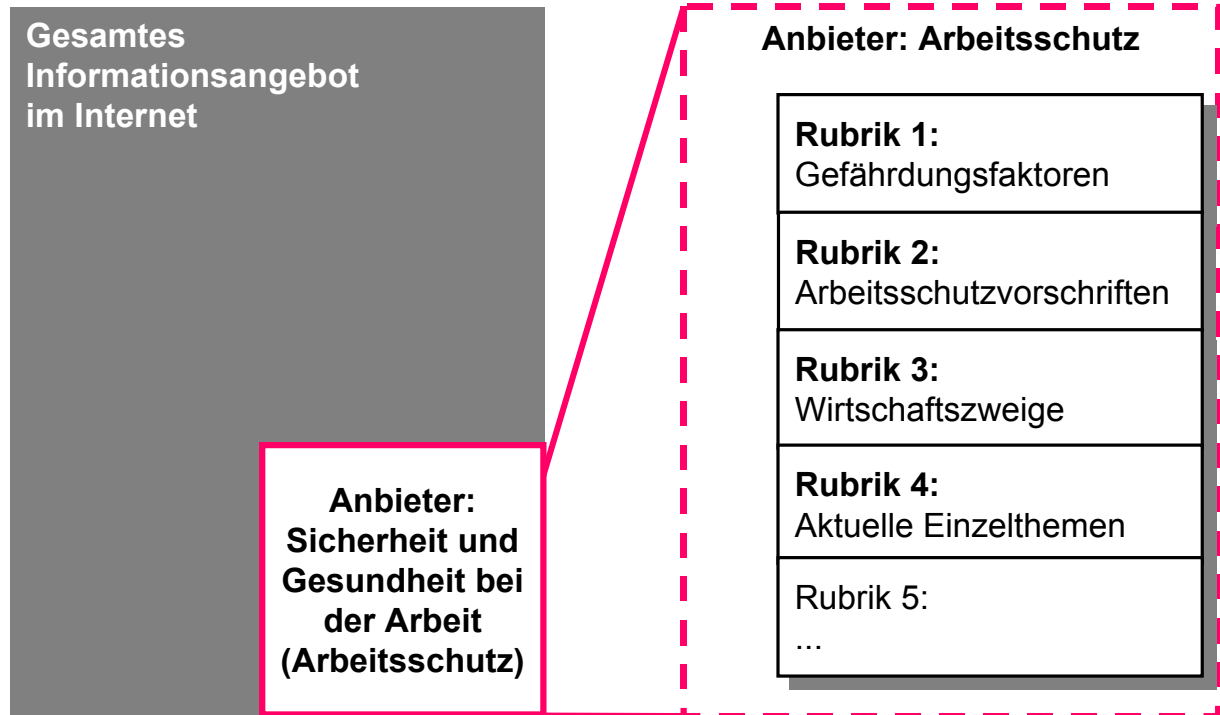 Gesamtes
Informationsangebot
im Internet
Anbieter:
Sicherheit und
Gesundheit bei
der Arbeit
(Arbeitsschutz)
Anbieter: Arbeitsschutz
Rubrik 1:
Gefährdungsfaktoren
Rubrik 2:
Arbeitsschutzvorschriften
Rubrik 3:
Wirtschaftszweige
Rubrik 4:
Aktuelle Einzelthemen
Rubrik 5:
...